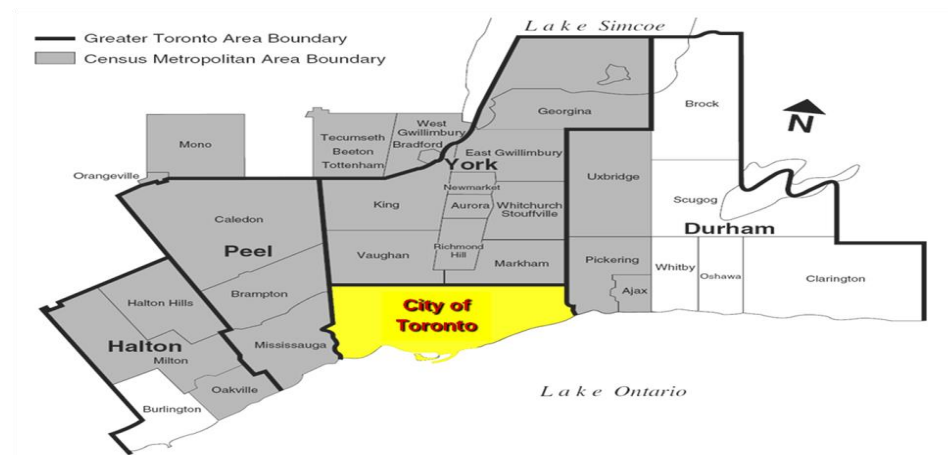 Lake Simcoe
Greater Toronto Area Boundary
Census Metropolitan Area Boundary
Mono
Orangeville
Tecumseth
Beeton
Tottenham
West
Gwillimbury
Bradford
Georgina
Brock
N
East Gwillimbury
York
Newmarket
King
Aurora
Whitchurch
Stouffville
Uxbridge
Scugog
Durham
Caledon
Peel
Vaughan
Richmond
Hill
Markham
Pickering
Ajax
Whitby
Oshawa
Clarington
Halton Hills
Brampton
City of
Toronto
Halton
Milton
Mississauga
Oakville
Burlington
Lake Ontario